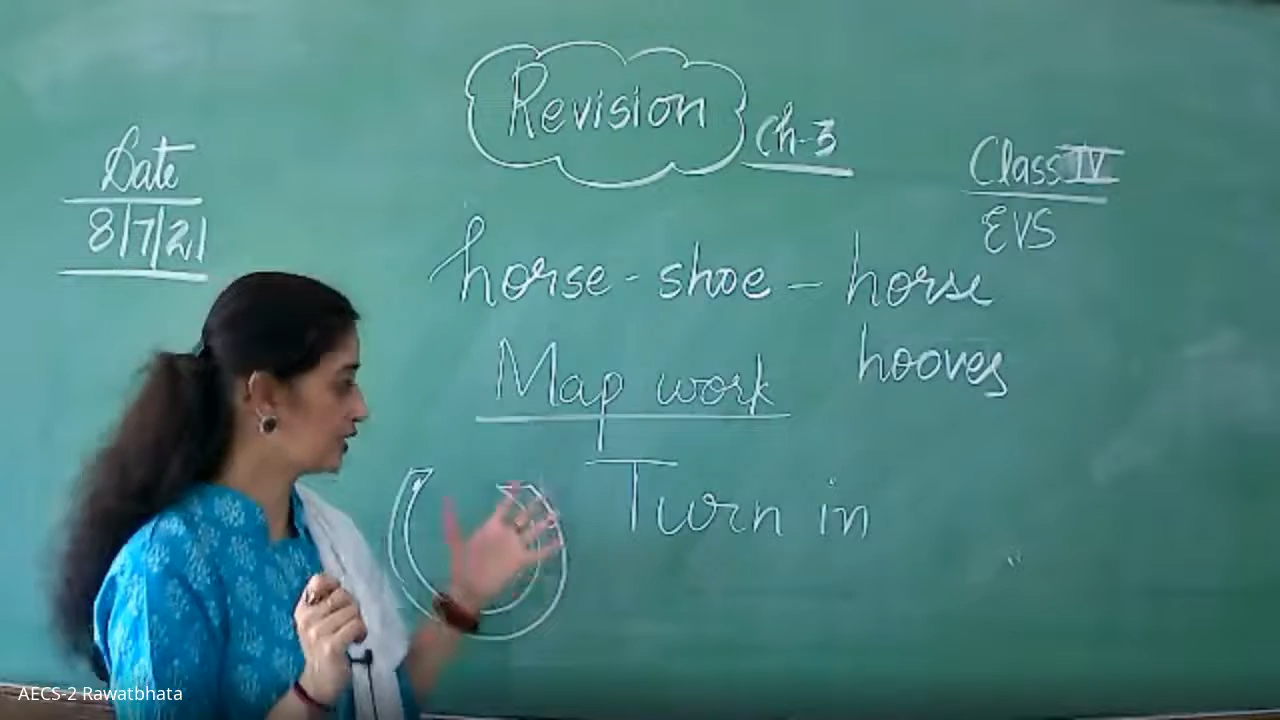 Revision Ch-3
Date
8/7/21
Class IV
EVS
horse - shoe - horse
hooves
Map work
Turn in
AECS-2 Rawatbhata